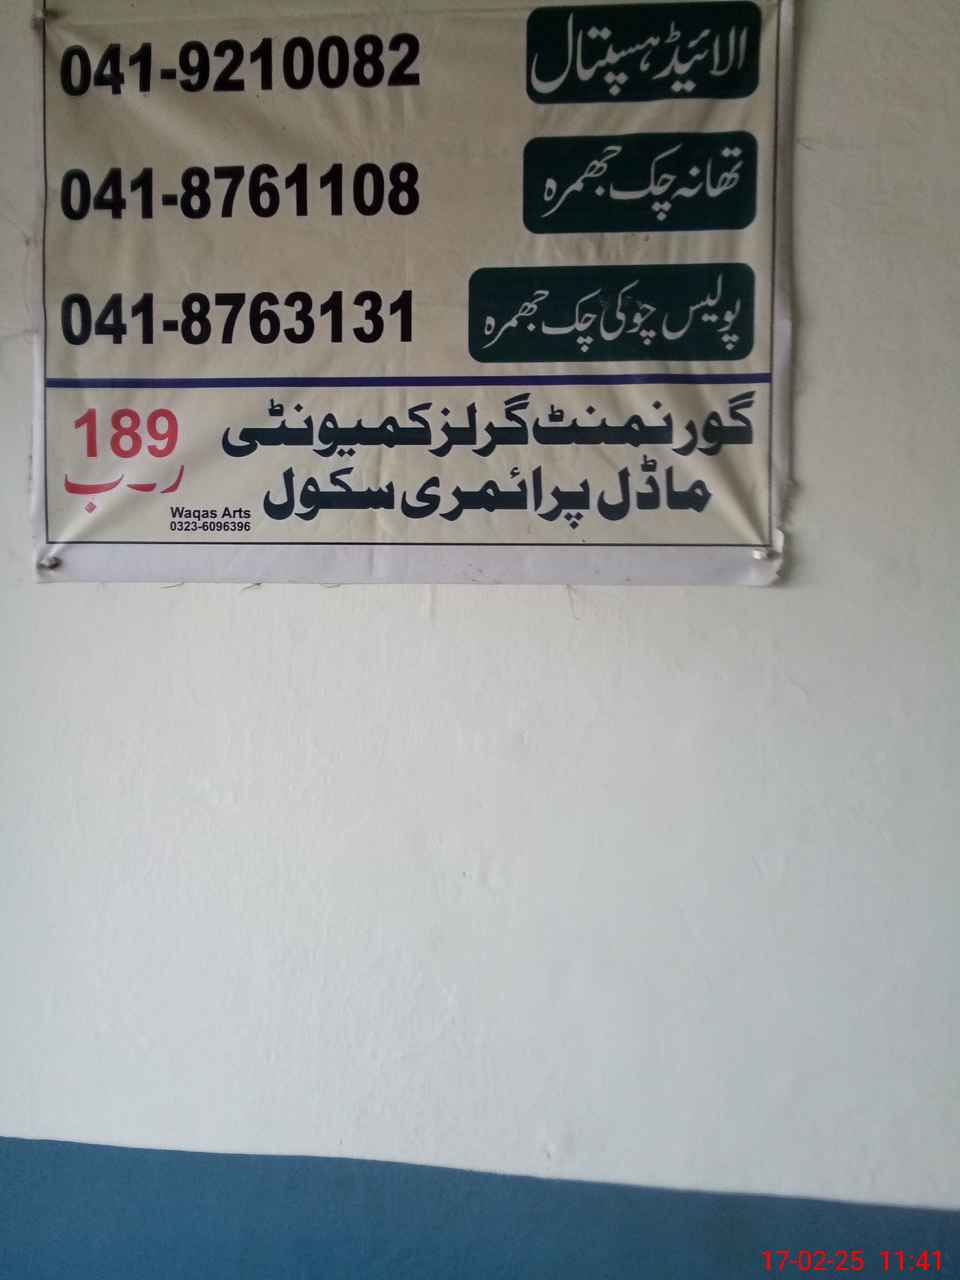 الائیڈ ہسپتال 041-9210082
تھانہ چک جھمرہ 041-8761108
پولیس چوکی چک جھمرہ 041-8763131
گورنمنٹ گرلز کمیونٹی 189
ماڈل پرائمری سکول ر۔ب
Waqas Arts
0323-6096396
17-02-25 11:41